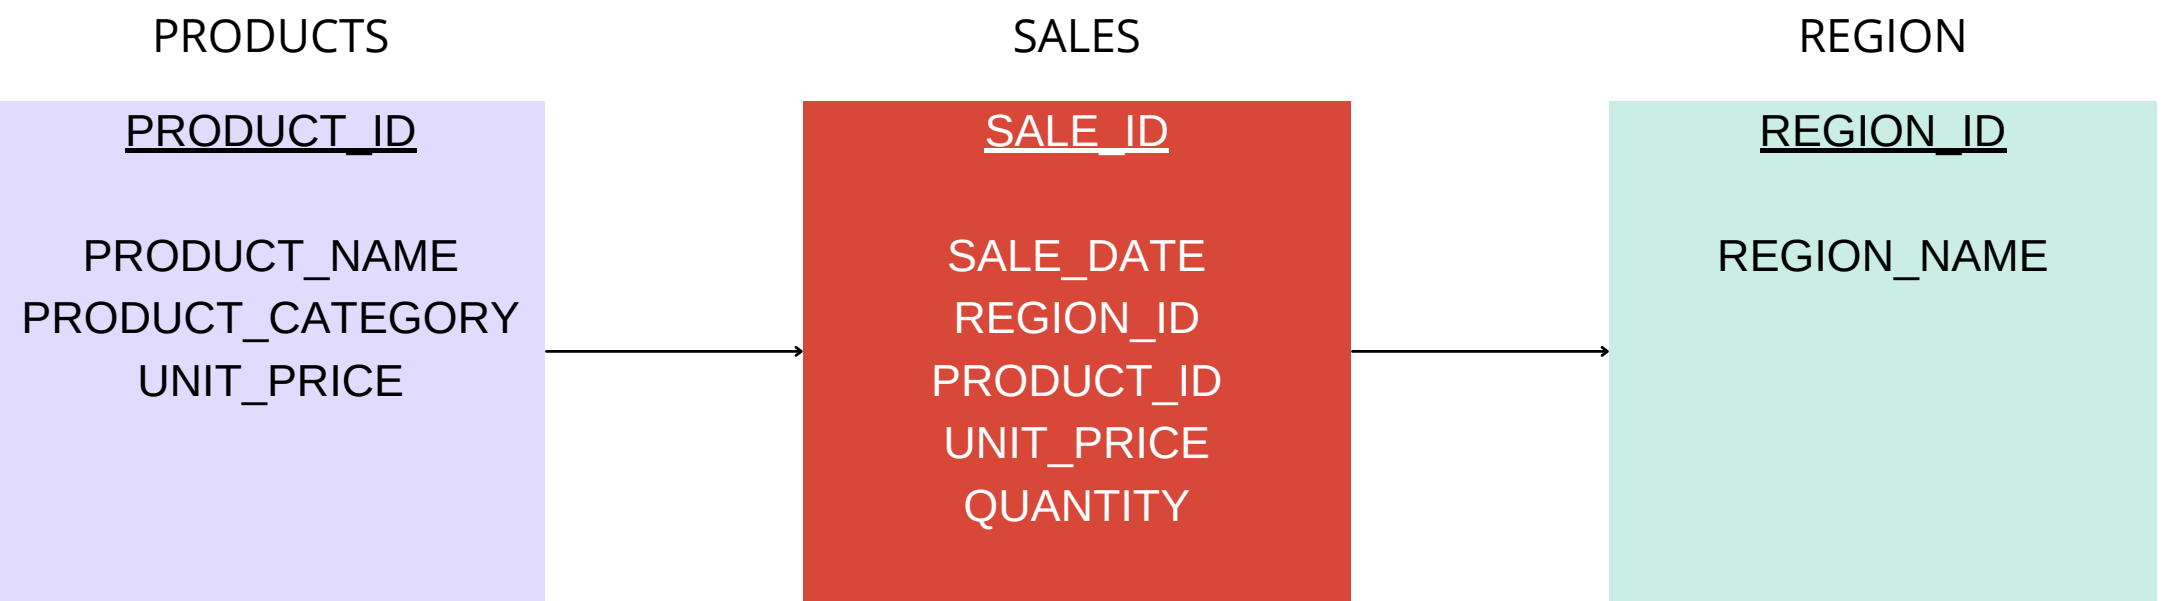 PRODUCTS
PRODUCT_ID
PRODUCT_NAME
PRODUCT_CATEGORY
UNIT_PRICE
SALES
SALE_ID
SALE_DATE
REGION_ID
PRODUCT_ID
UNIT_PRICE
QUANTITY
REGION
REGION_ID
REGION_NAME